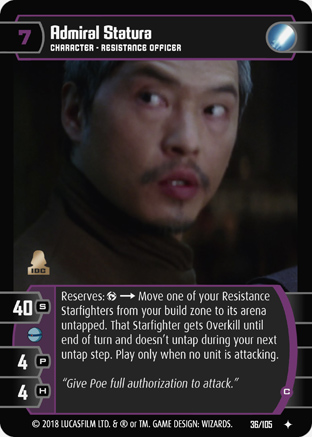 7
Admiral Statura
CHARACTER • RESISTANCE OFFICER
IDC
40 S
4 P
4 H
Reserves: → Move one of your Resistance
Starfighters from your build zone to its arena
untapped. That Starfighter gets Overkill until
end of turn and doesn't untap during your next
untap step. Play only when no unit is attacking.
"Give Poe full authorization to attack."
C
© 2018 LUCASFILM LTD. & ® or TM. GAME DESIGN: WIZARDS. 36/105